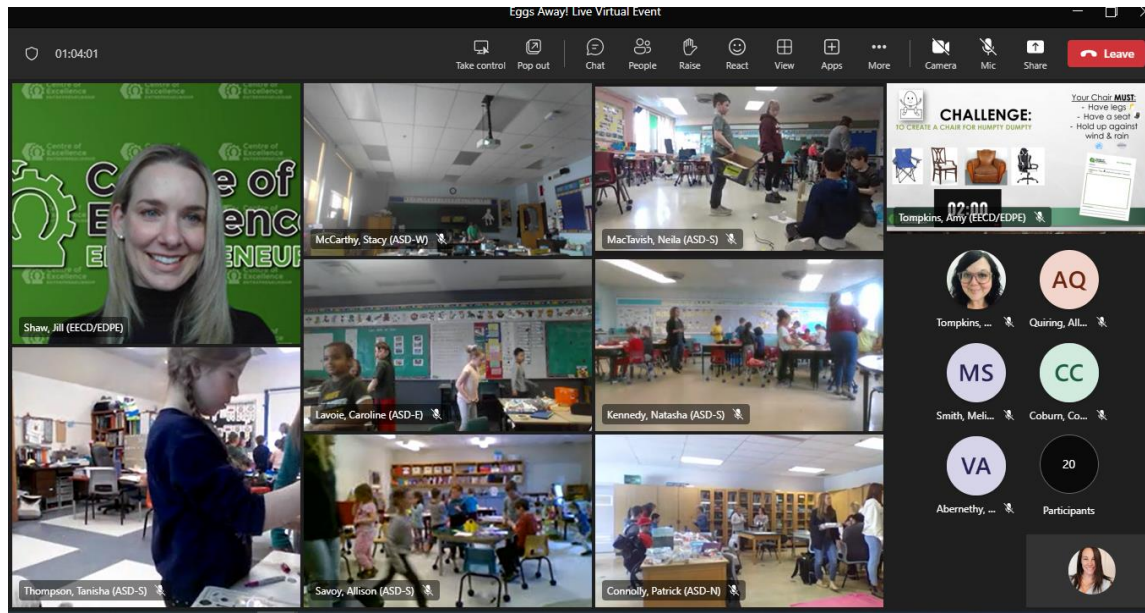 Eggs Away! Live Virtual Event
01:04:01
Take control
Pop out
Chat
People
Raise
React
View
Apps
More
Camera
Mic
Share
Leave
Centre of
Excellence
ENTREPRENEURSHIP
Shaw, Jill (EECD/EDPE)
McCarthy, Stacy (ASD-W)
MacTavish, Neila (ASD-S)
CHALLENGE:
TO CREATE A CHAIR FOR HUMPTY DUMPTY
Your Chair MUST:
- Have legs
- Have a seat
- Hold up against
wind & rain
02:00
Tompkins, Amy (EECD/EDPE)
Lavoie, Caroline (ASD-E)
Kennedy, Natasha (ASD-S)
Thompson, Tanisha (ASD-S)
Savoy, Allison (ASD-S)
Connolly, Patrick (ASD-N)
Tompkins, ...
AQ
Quiring, All...
MS
Smith, Meli...
CC
Coburn, Co...
VA
Abernethy, ...
20
Participants